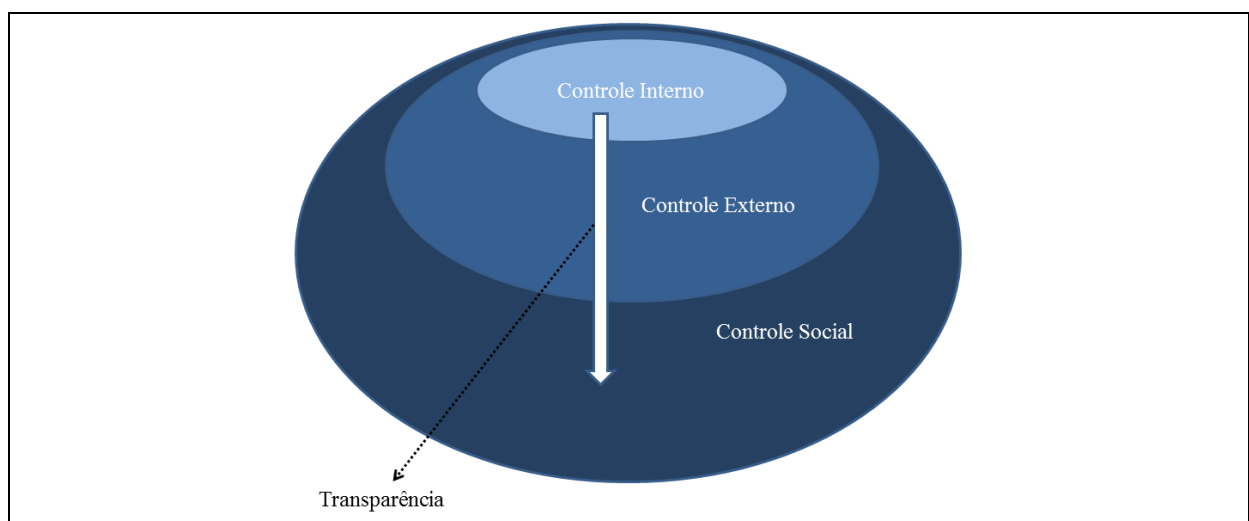 Controle Interno
Controle Externo
Controle Social
Transparência